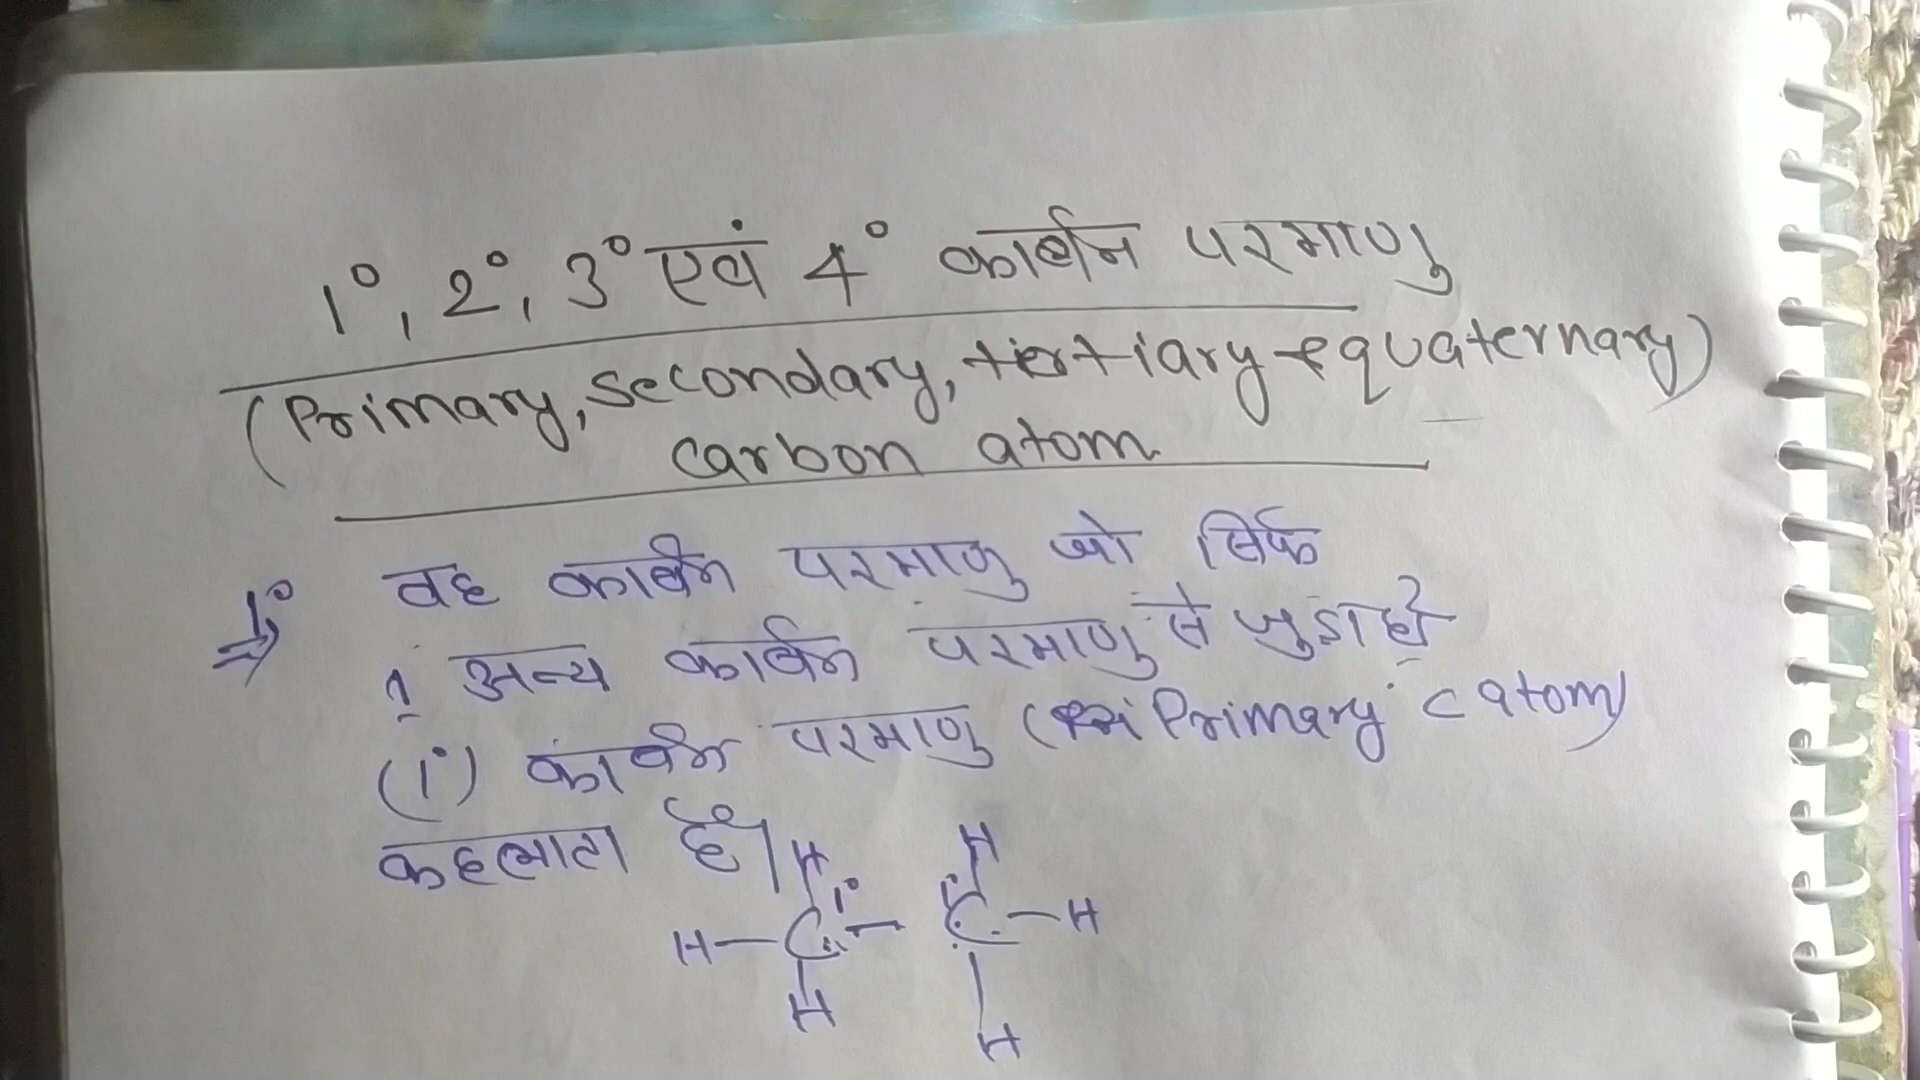 1°, 2°, 3° एवं 4° कार्बन परमाणु
(Primary, Secondary, tertiary & quaternary)
carbon atom
1° वह कार्बन परमाणु जो सिर्फ
⇒ 1 अन्य कार्बन परमाणु से जुड़ा हो
(1°) कार्बन परमाणु ( Primary C atom)
कहलाता है।
H H
H-C1°-C-H
H H